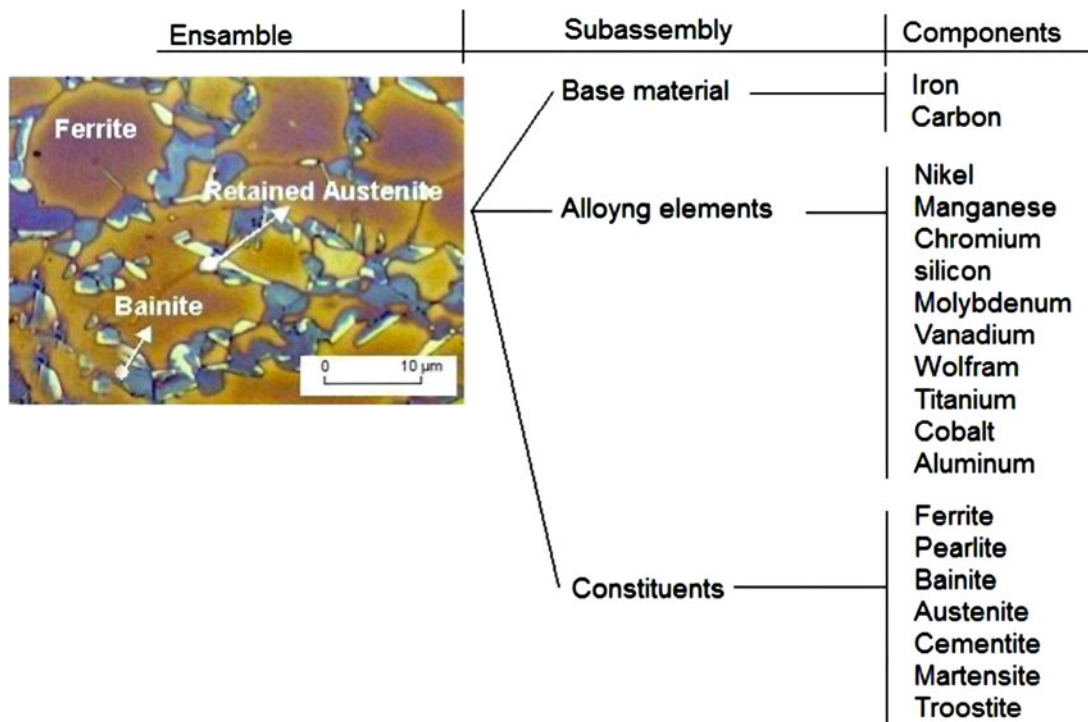 Ensamble
Subassembly
Components
Ferrite
Retained Austenite
Bainite
0 10 µm
Base material
Iron
Carbon
Alloyng elements
Nikel
Manganese
Chromium
silicon
Molybdenum
Vanadium
Wolfram
Titanium
Cobalt
Aluminum
Constituents
Ferrite
Pearlite
Bainite
Austenite
Cementite
Martensite
Troostite